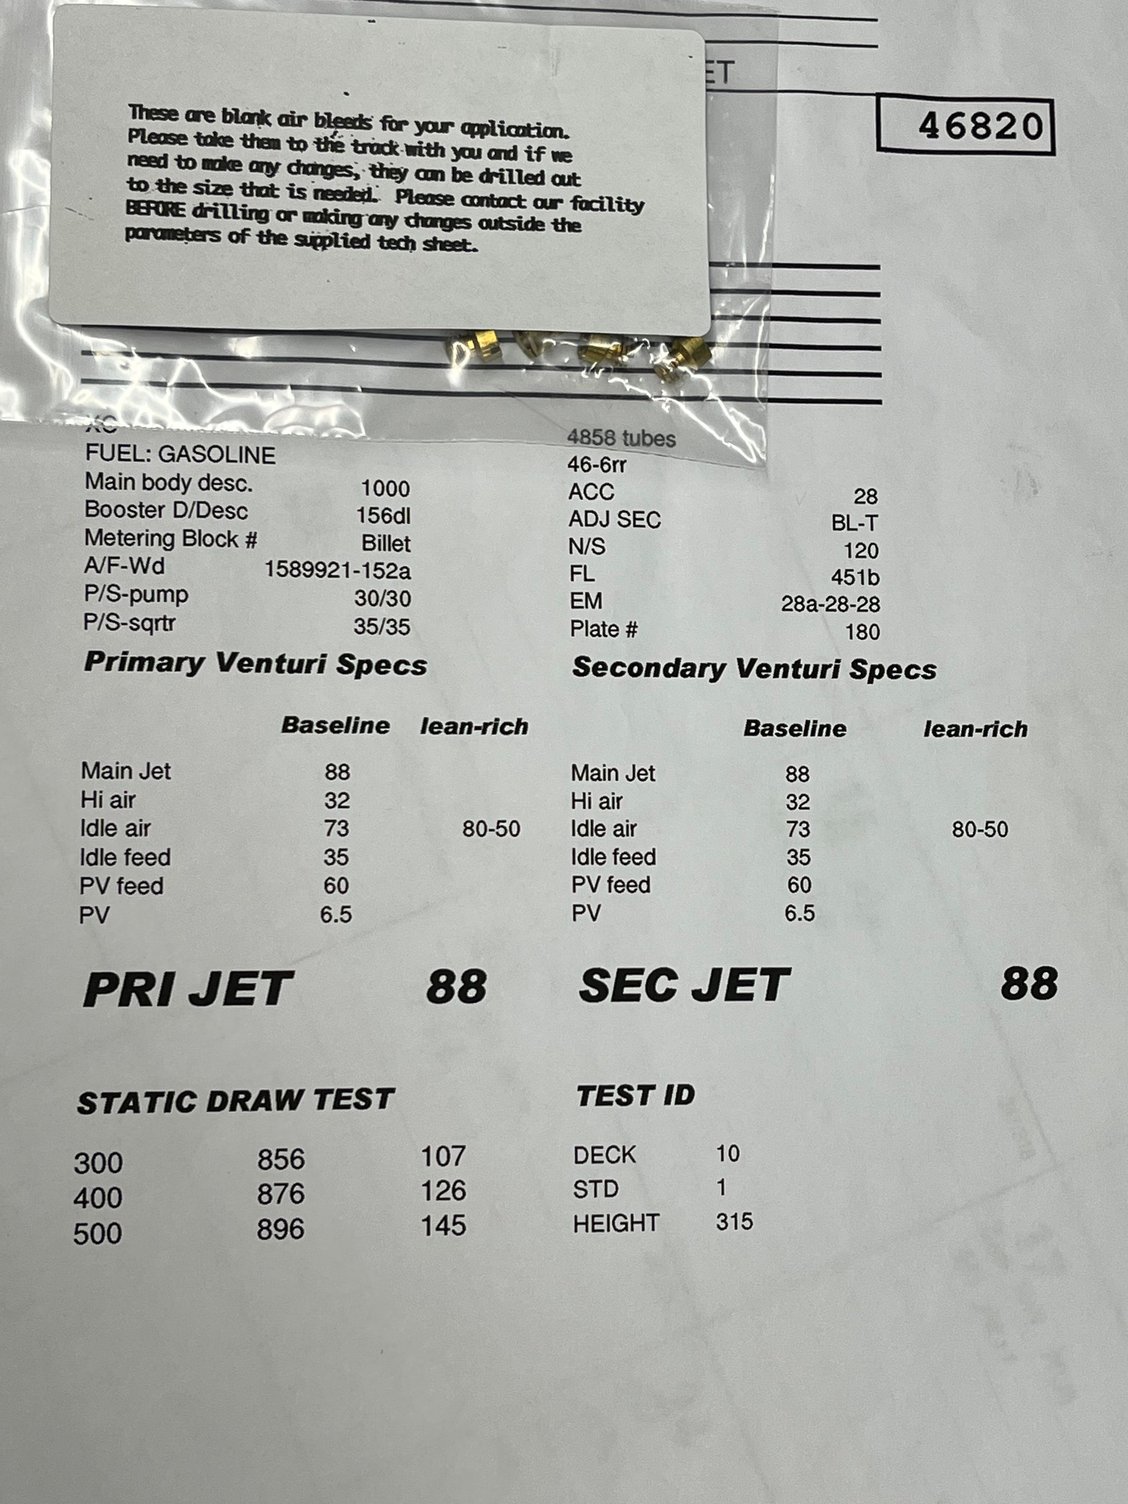 ET
46820
These are blank air bleeds for your application.
Please take them to the track with you and if we
need to make any changes, they can be drilled out
to the size that is needed. Please contact our facility
BEFORE drilling or making any changes outside the
parameters of the supplied tech sheet.
XC 4858 tubes
FUEL: GASOLINE 46-6rr
Main body desc. 1000 ACC 28
Booster D/Desc 156dl ADJ SEC BL-T
Metering Block # Billet N/S 120
A/F-Wd 1589921-152a FL 451b
P/S-pump 30/30 EM 28a-28-28
P/S-sqrtr 35/35 Plate # 180
Primary Venturi Specs Secondary Venturi Specs
Baseline lean-rich Baseline lean-rich
Main Jet 88 Main Jet 88
Hi air 32 Hi air 32
Idle air 73 80-50 Idle air 73 80-50
Idle feed 35 Idle feed 35
PV feed 60 PV feed 60
PV 6.5 PV 6.5
PRI JET 88 SEC JET 88
STATIC DRAW TEST TEST ID
300 856 107 DECK 10
400 876 126 STD 1
500 896 145 HEIGHT 315